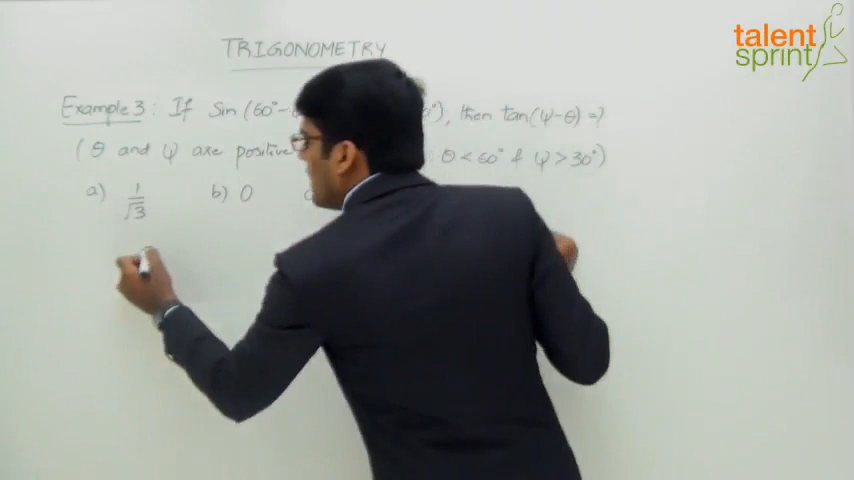 talent
sprint
TRIGONOMETRY
Example 3 : If Sin (60°- 0°), then tan(ψ-θ) =?
(θ and ψ are positive θ < 60° & ψ > 30°)
a) 1/√3 b) 0